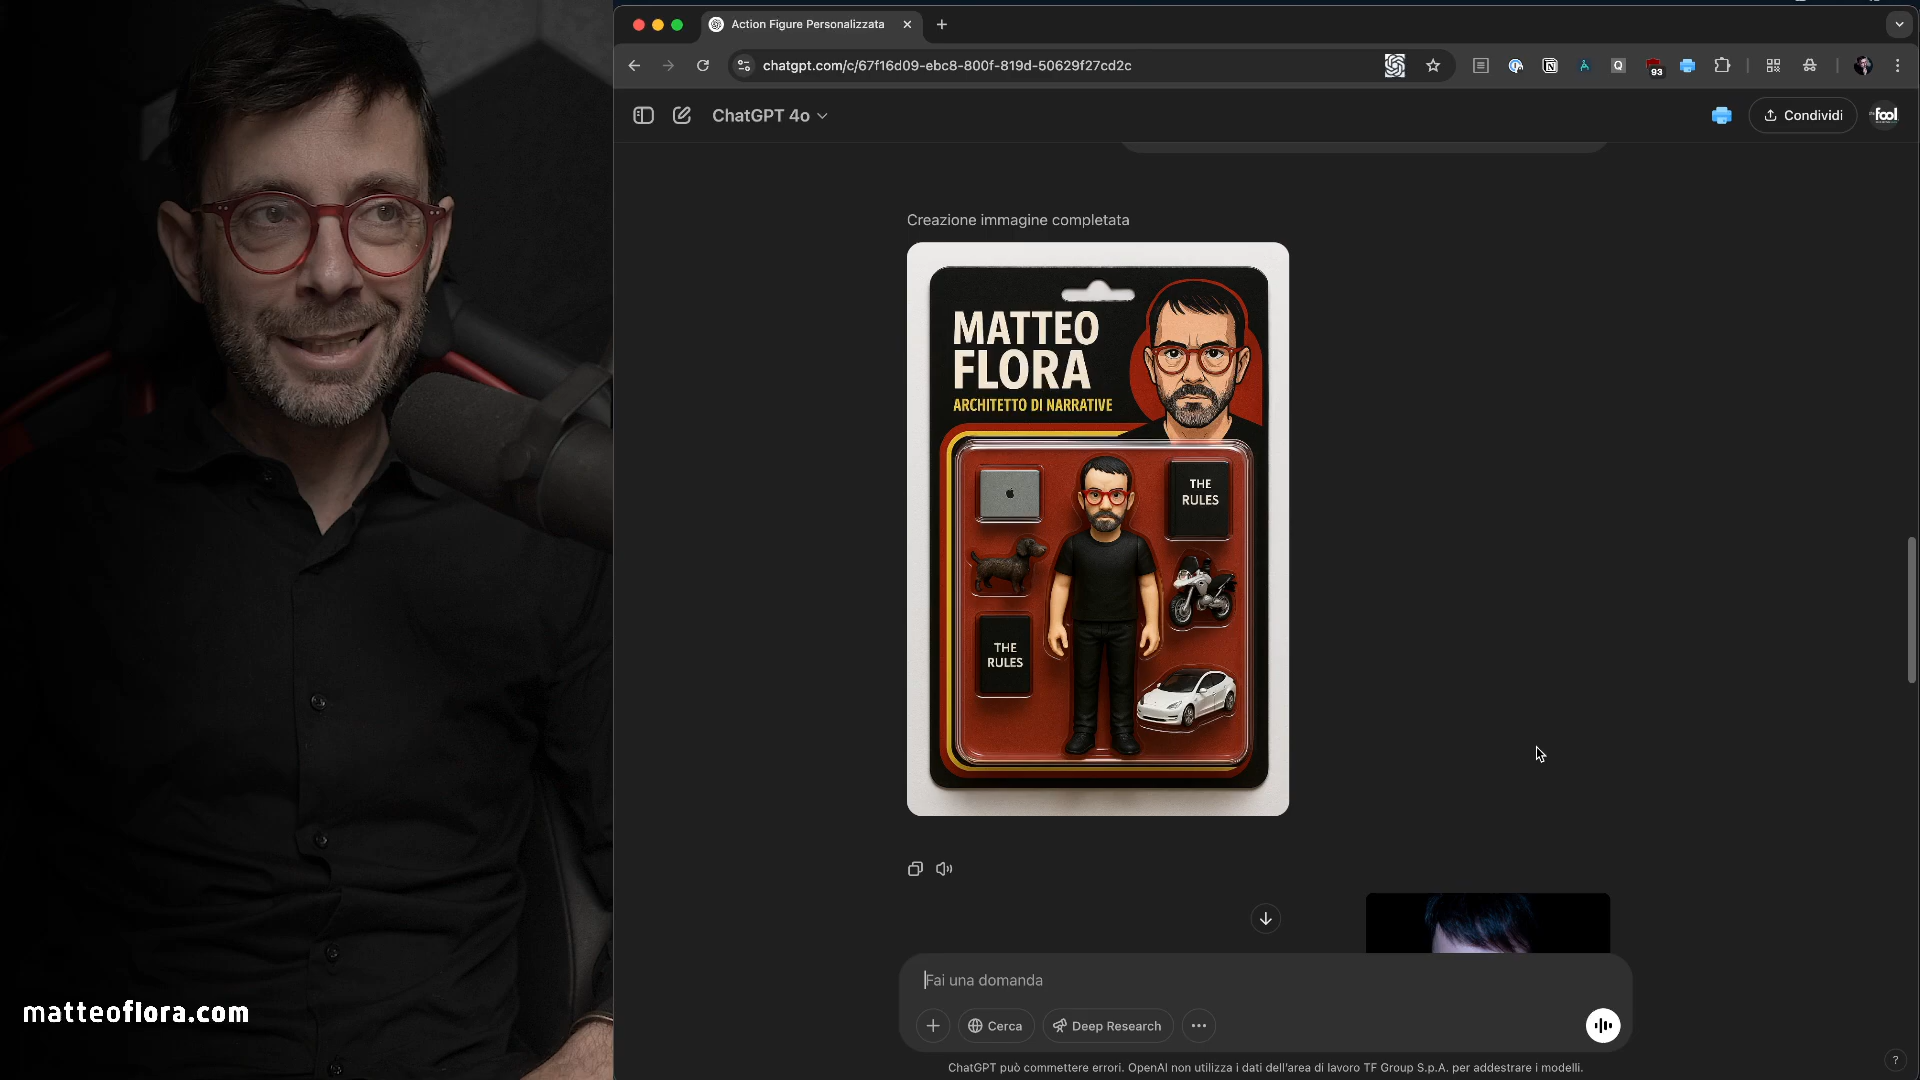 Action Figure Personalizzata
chatgpt.com/c/67f16d09-ebc8-800f-819d-50629f27cd2c
93
ChatGPT 4o
Condividi
fool
Creazione immagine completata
MATTEO
FLORA
ARCHITETTO DI NARRATIVE
THE
RULES
THE
RULES
Fai una domanda
Cerca
Deep Research
ChatGPT può commettere errori. OpenAI non utilizza i dati dell'area di lavoro TF Group S.p.A. per addestrare i modelli.
?
matteoflora.com